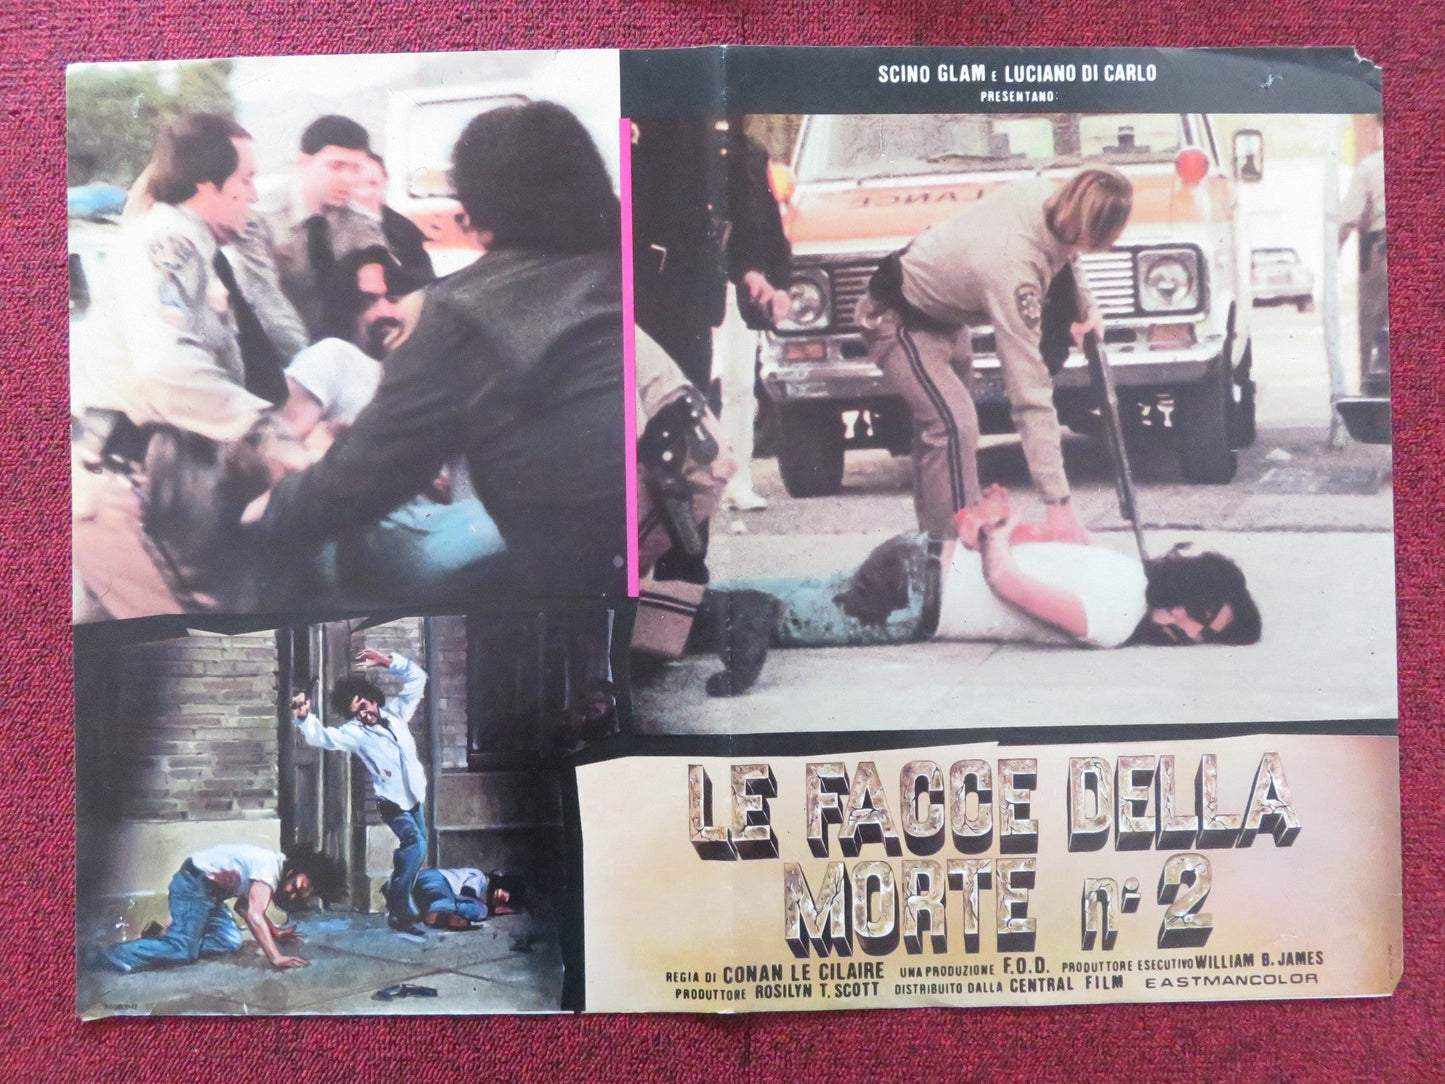 SCINO GLAM E LUCIANO DI CARLO
PRESENTANO:
LE FACCE DELLA
MORTE n° 2
REGIA DI CONAN LE CILAIRE UNA PRODUZIONE F.O.D. PRODUTTORE ESECUTIVO WILLIAM B. JAMES
PRODUTTORE ROSILYN T. SCOTT DISTRIBUITO DALLA CENTRAL FILM EASTMANCOLOR